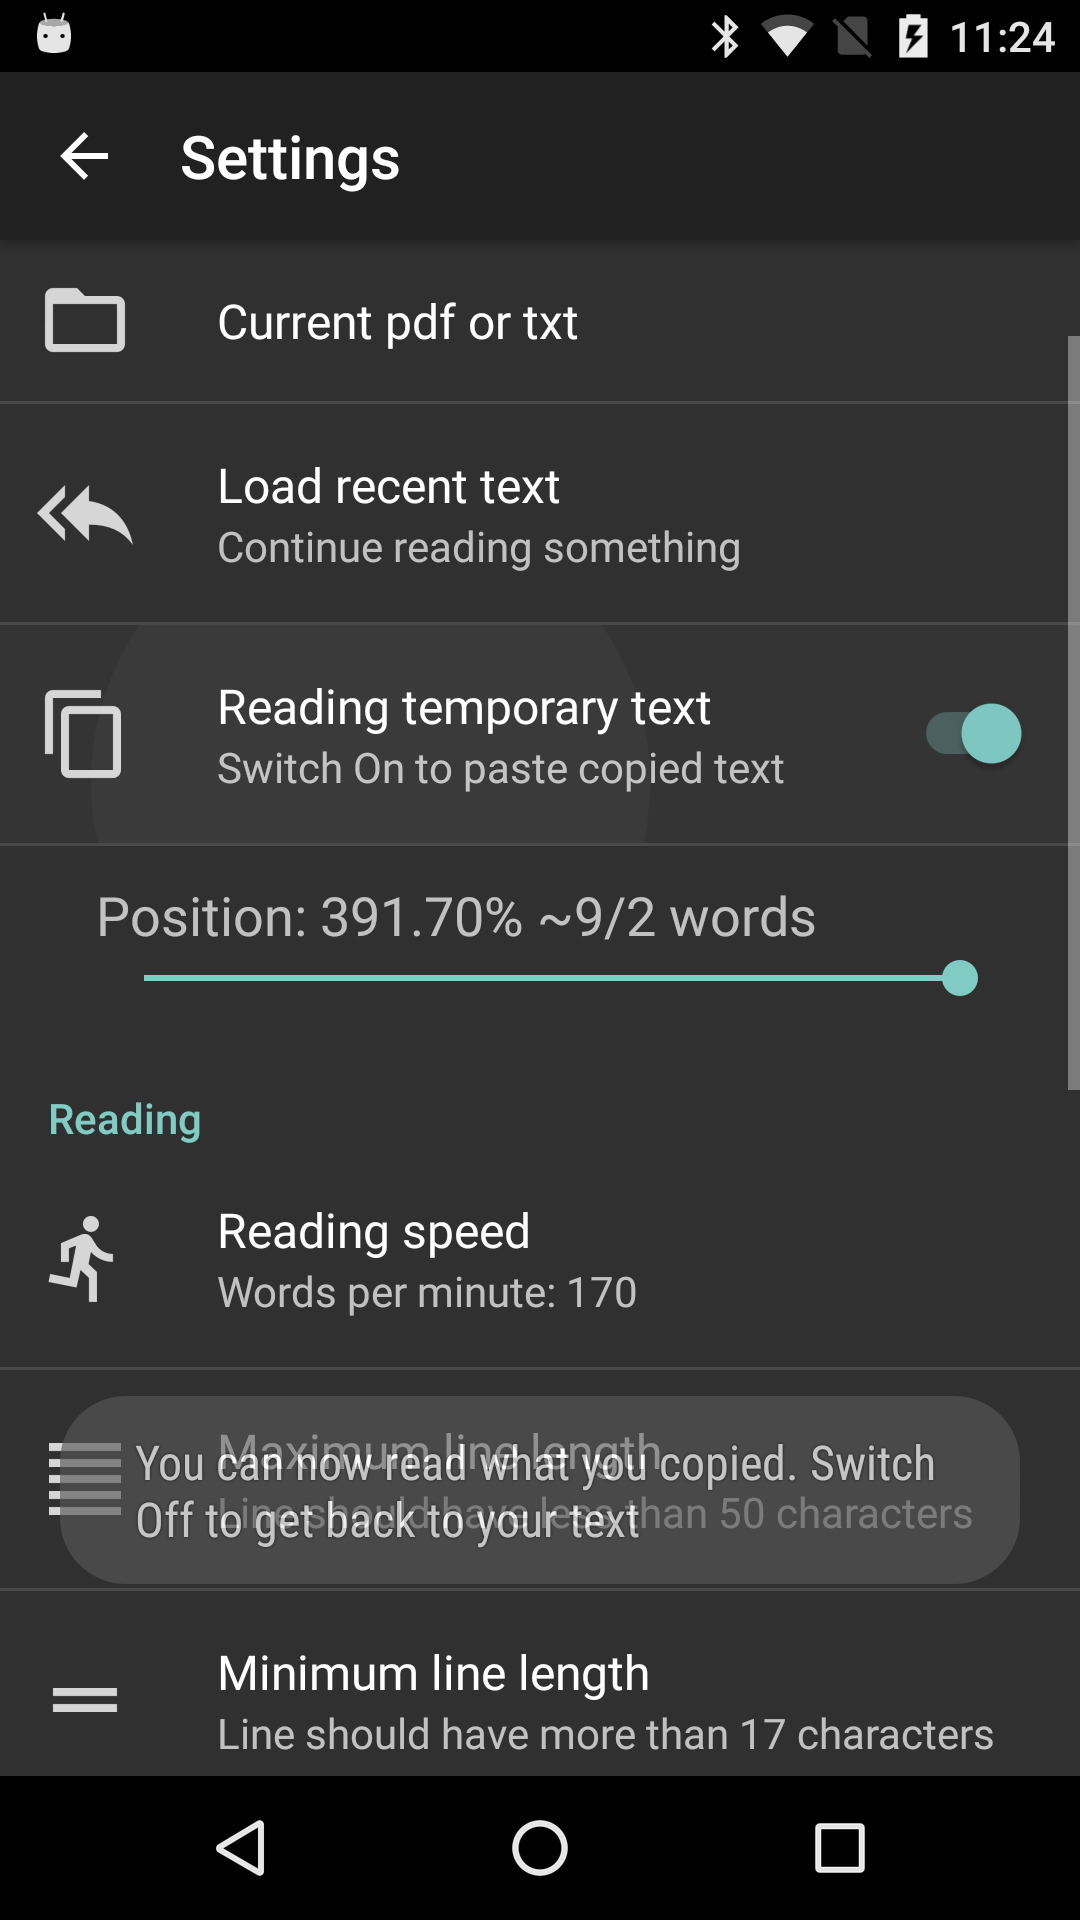 11:24
Settings
Current pdf or txt
Load recent text
Continue reading something
Reading temporary text
Switch On to paste copied text
Position: 391.70% ~9/2 words
Reading
Reading speed
Words per minute: 170
Maximum line length
Line should have less than 50 characters
You can now read what you copied. Switch
Off to get back to your text
Minimum line length
Line should have more than 17 characters